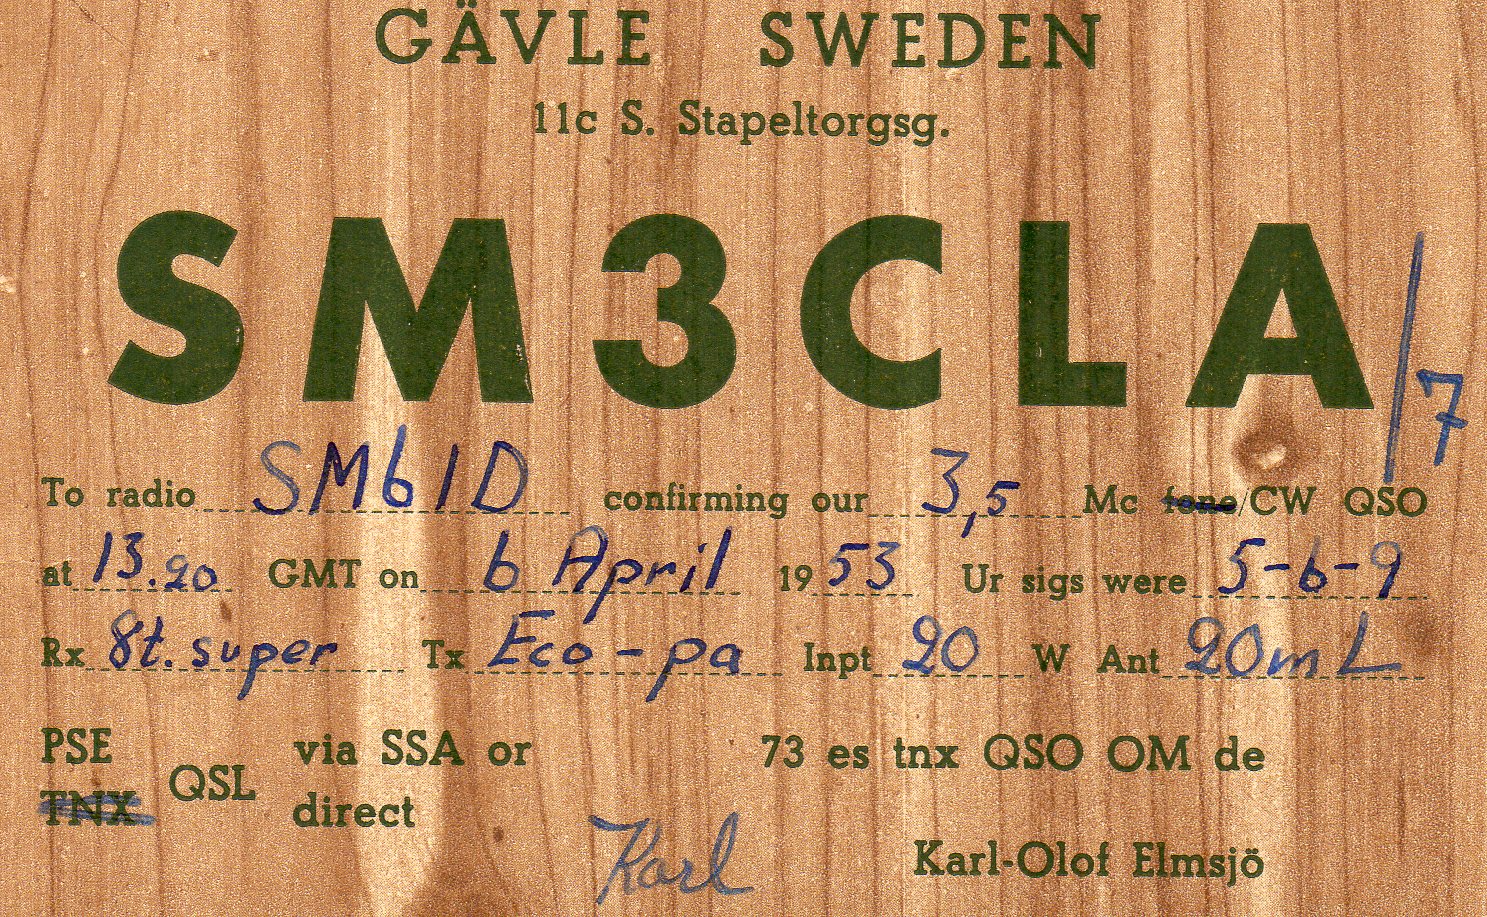 GÄVLE SWEDEN
11c S. Stapeltorgsg.
SM3CLA/7
To radio SM6ID confirming our 3,5 Mc fone/CW QSO
at 13.20 GMT on 6 April 1953 Ur sigs were 5-6-9
Rx 8t. super Tx Eco-pa Inpt 20 W Ant 20m L
PSE
TNX QSL via SSA or
direct
73 es tnx QSO OM de
Karl
Karl-Olof Elmsjö